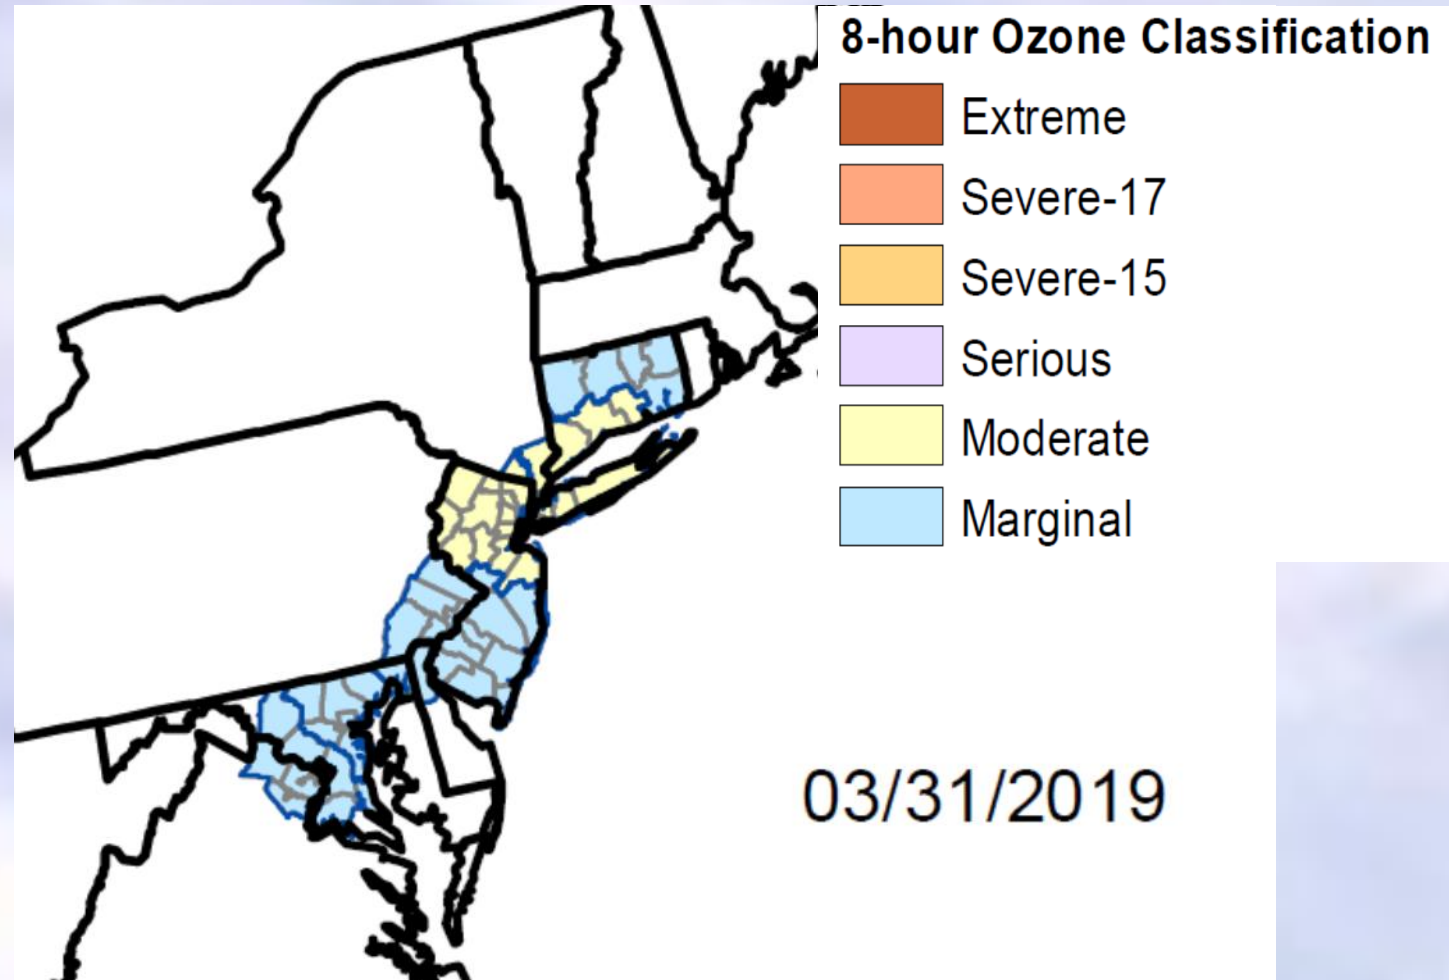 8-hour Ozone Classification
Extreme
Severe-17
Severe-15
Serious
Moderate
Marginal
03/31/2019